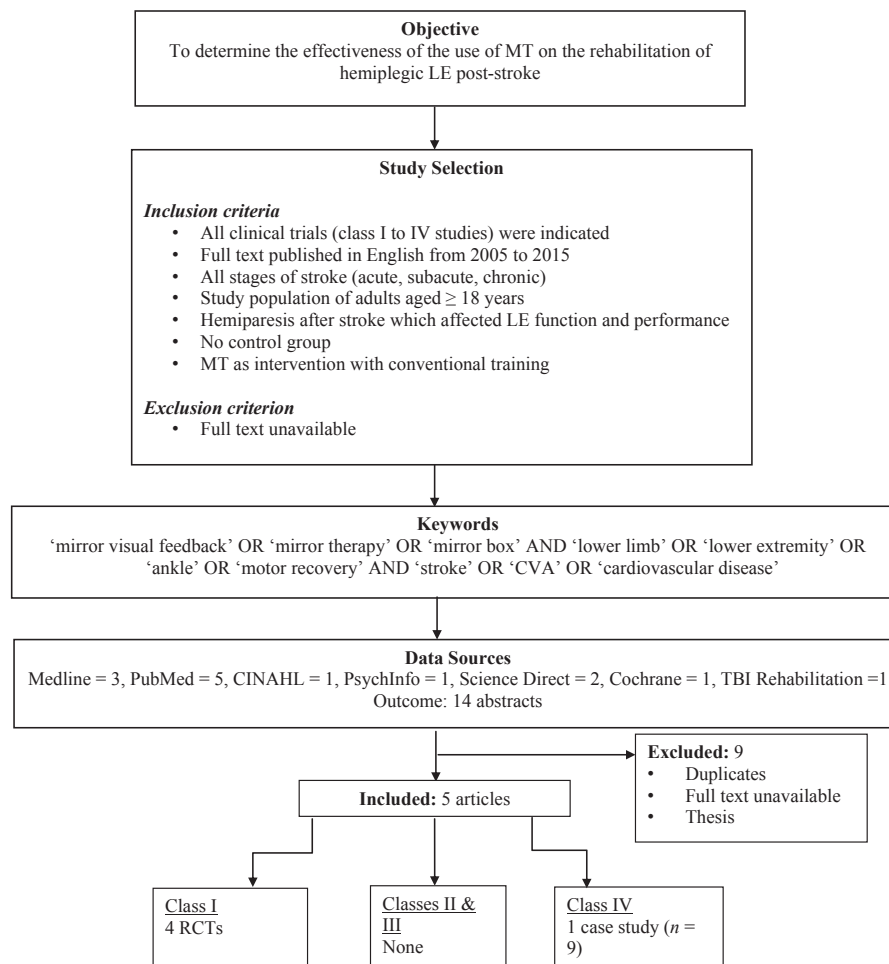 Objective
To determine the effectiveness of the use of MT on the rehabilitation of
hemiplegic LE post-stroke
Study Selection
Inclusion criteria
• All clinical trials (class I to IV studies) were indicated
• Full text published in English from 2005 to 2015
• All stages of stroke (acute, subacute, chronic)
• Study population of adults aged ≥ 18 years
• Hemiparesis after stroke which affected LE function and performance
• No control group
• MT as intervention with conventional training
Exclusion criterion
• Full text unavailable
Keywords
‘mirror visual feedback’ OR ‘mirror therapy’ OR ‘mirror box’ AND ‘lower limb’ OR ‘lower extremity’ OR
‘ankle’ OR ‘motor recovery’ AND ‘stroke’ OR ‘CVA’ OR ‘cardiovascular disease’
Data Sources
Medline = 3, PubMed = 5, CINAHL = 1, PsychInfo = 1, Science Direct = 2, Cochrane = 1, TBI Rehabilitation =1
Outcome: 14 abstracts
Excluded: 9
• Duplicates
• Full text unavailable
• Thesis
Included: 5 articles
Class I
4 RCTs
Classes II &
III
None
Class IV
1 case study (n =
9)